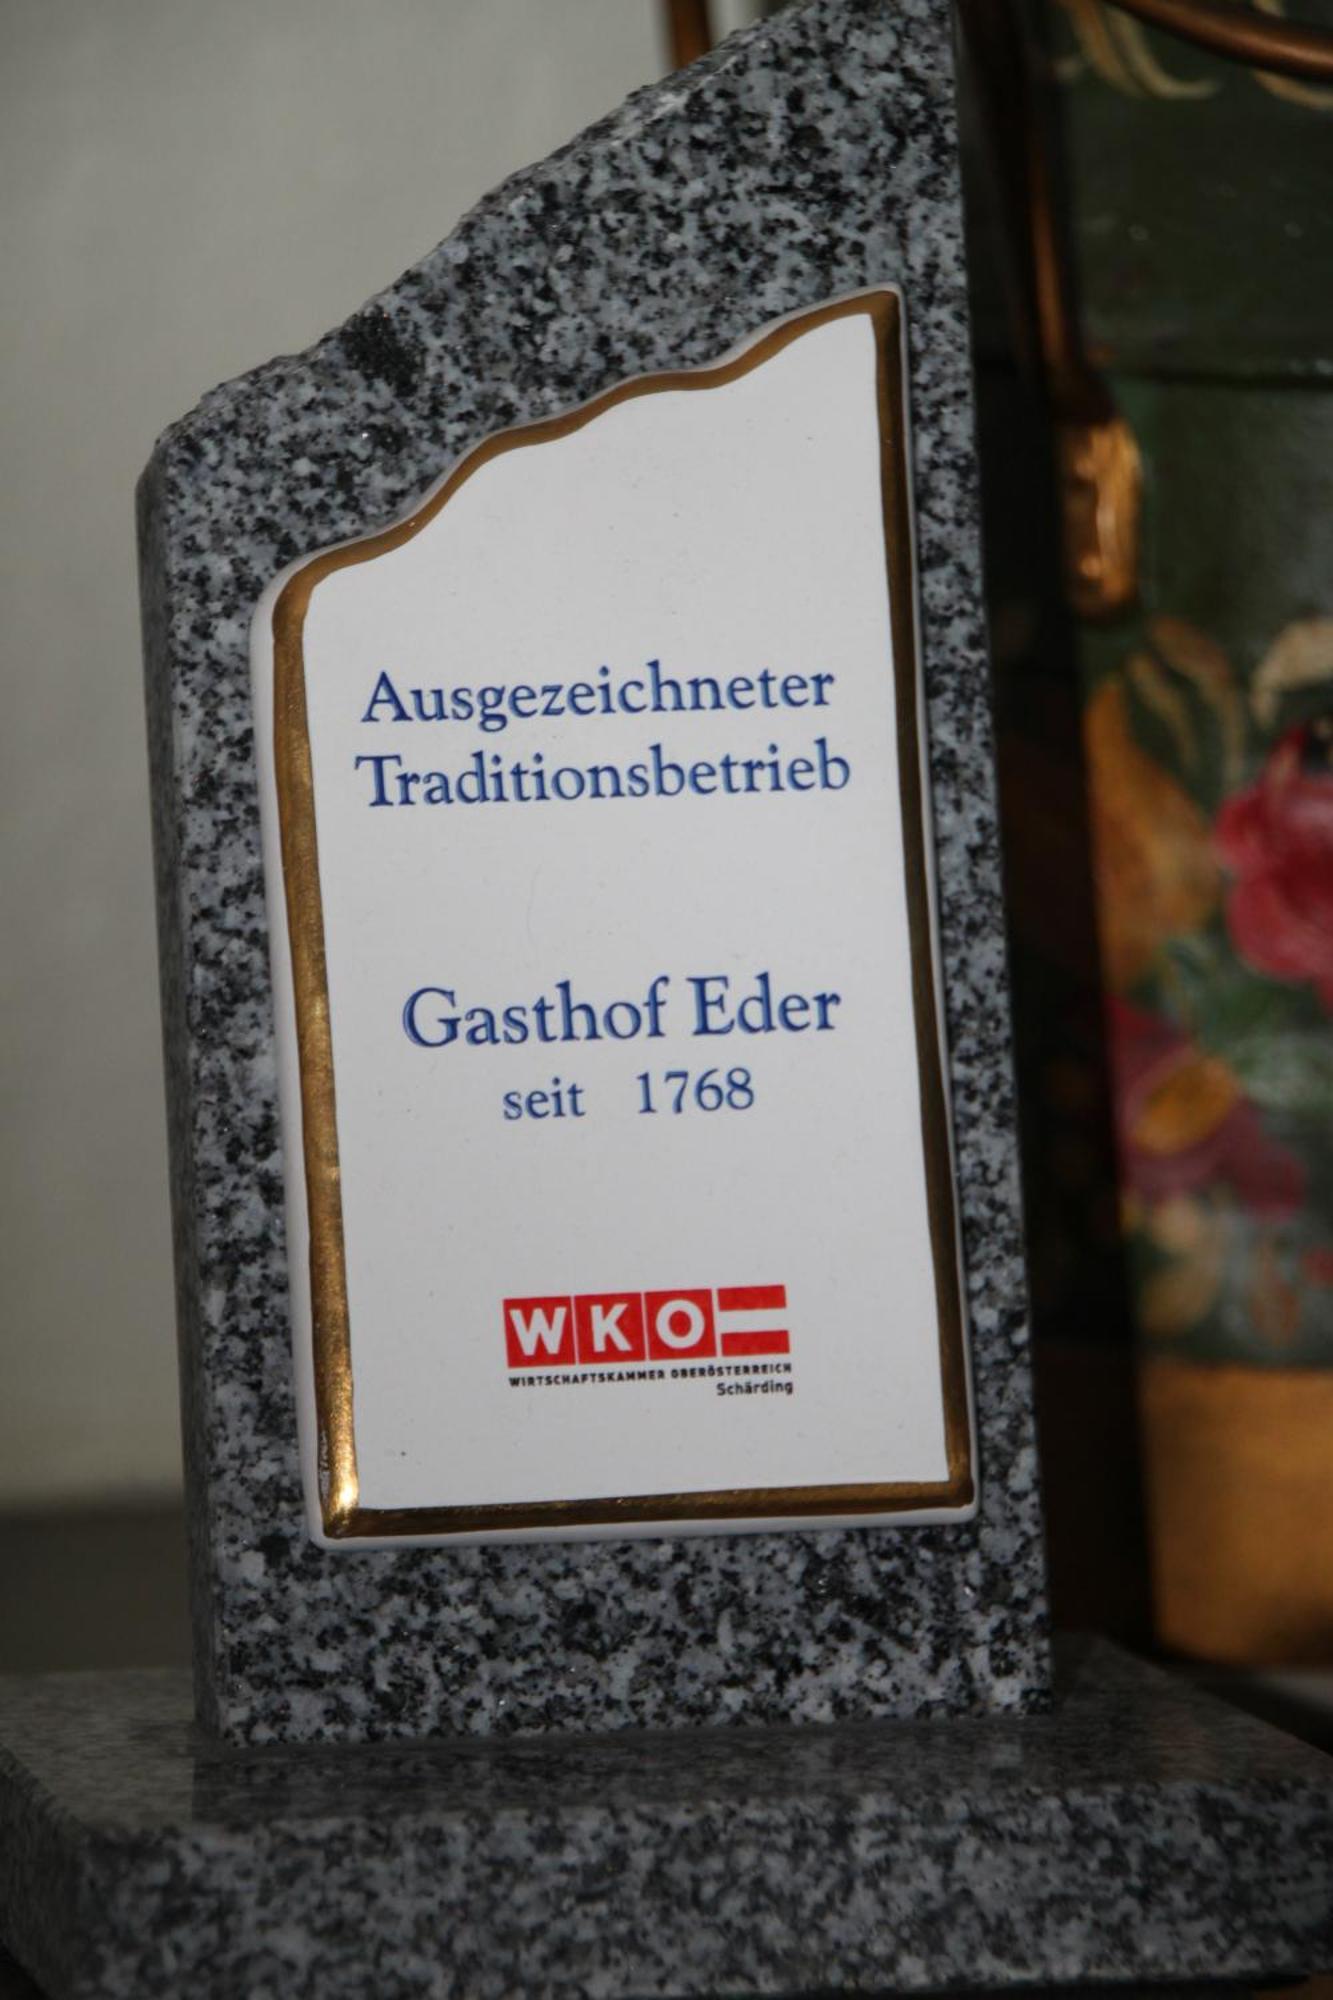 Ausgezeichneter
Traditionsbetrieb
Gasthof Eder
seit 1768
WKO
WIRTSCHAFTSKAMMER OBERÖSTERREICH
Schärding